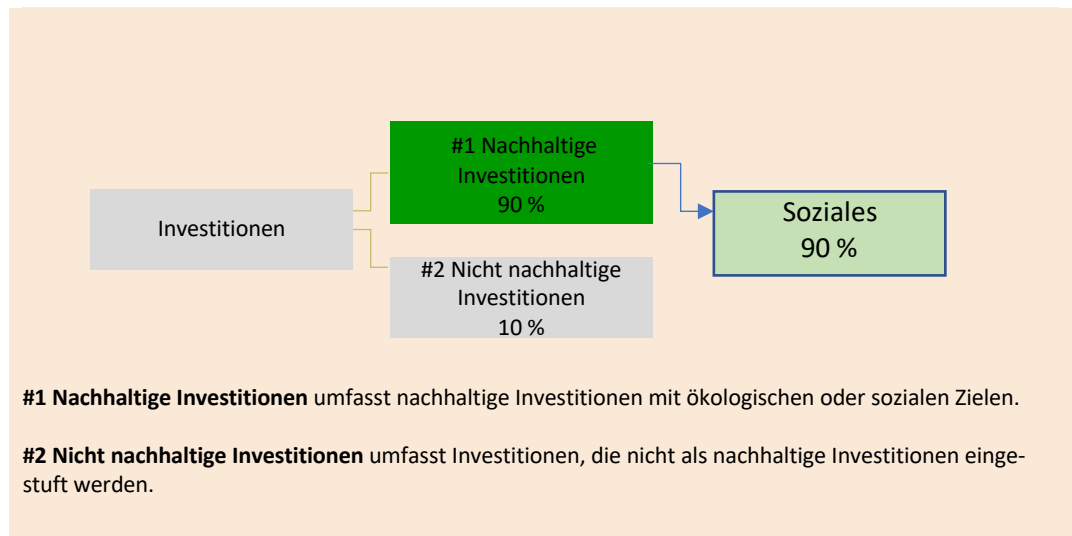 #1 Nachhaltige
Investitionen
90 %
Investitionen
Soziales
90 %
#2 Nicht nachhaltige
Investitionen
10 %
#1 Nachhaltige Investitionen umfasst nachhaltige Investitionen mit ökologischen oder sozialen Zielen.
#2 Nicht nachhaltige Investitionen umfasst Investitionen, die nicht als nachhaltige Investitionen einge-
stuft werden.